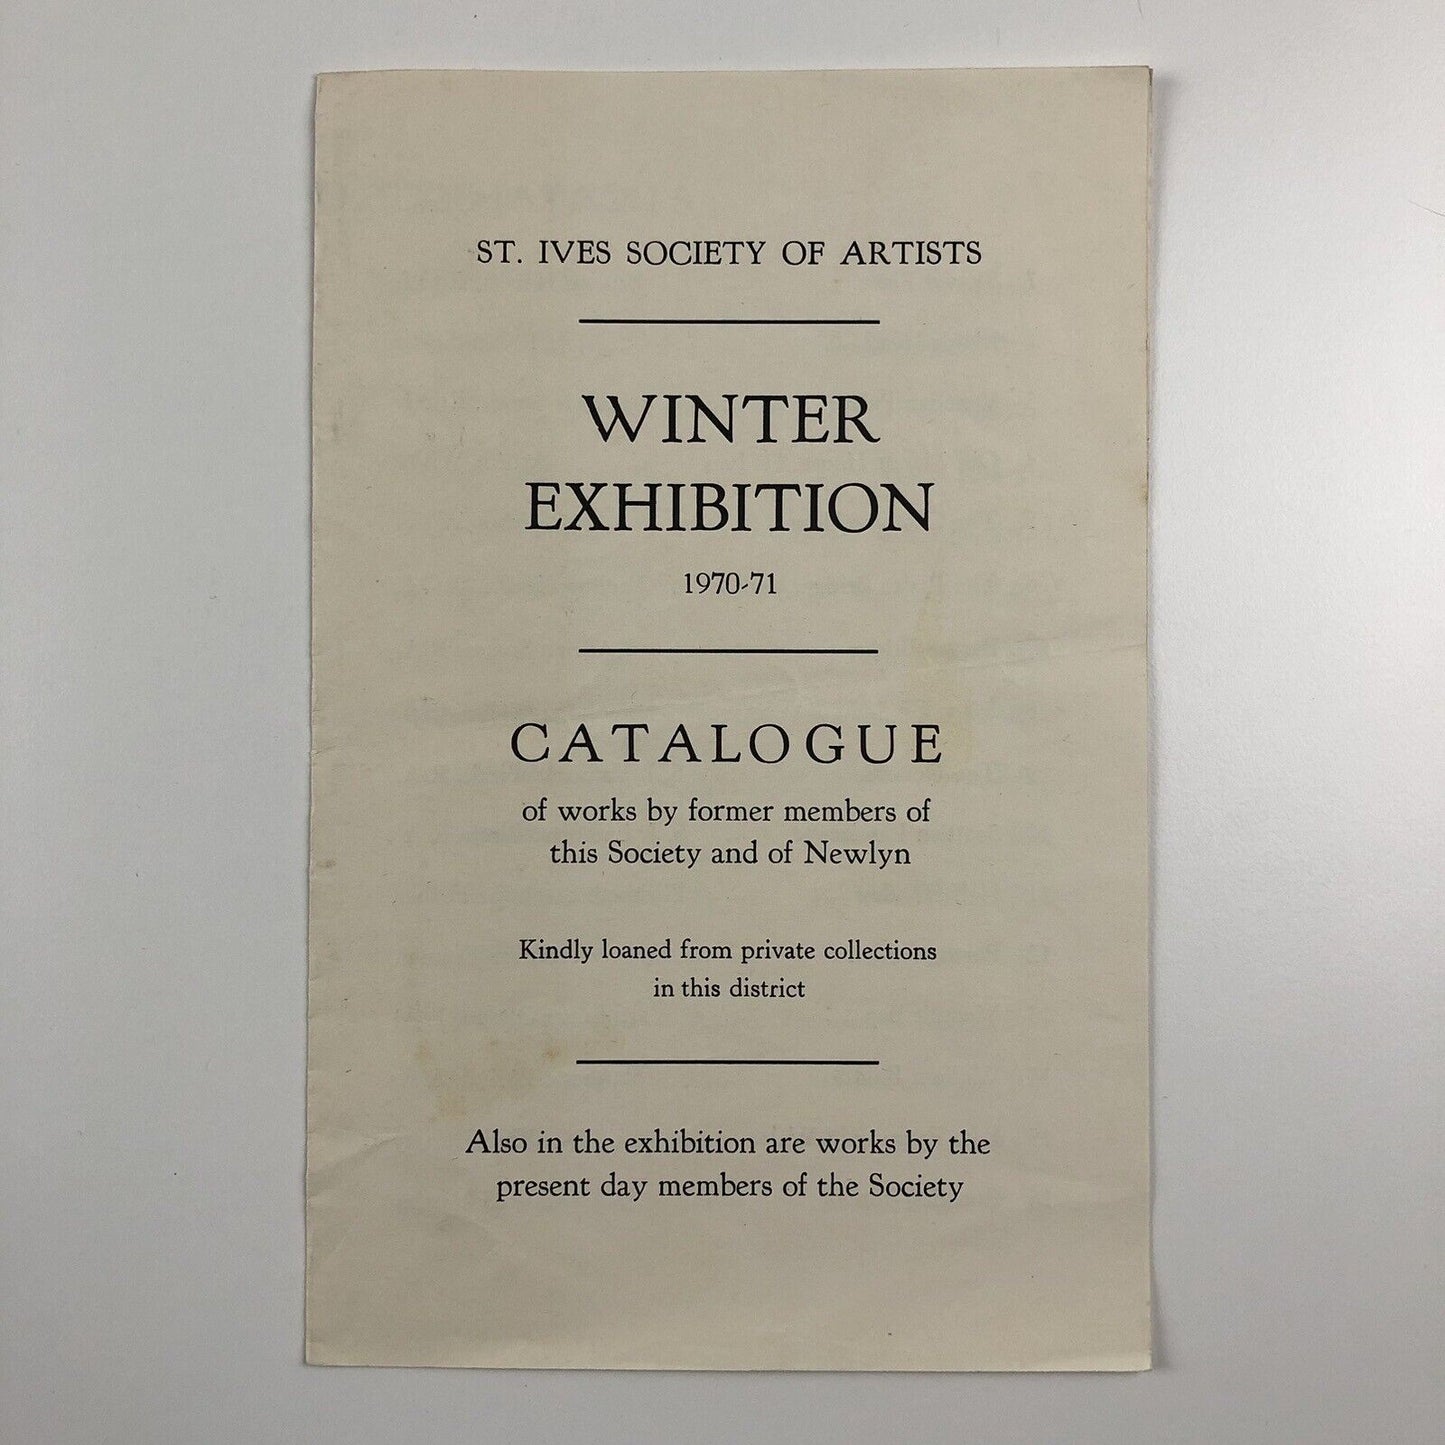 ST. IVES SOCIETY OF ARTISTS
WINTER
EXHIBITION
1970-71
CATALOGUE
of works by former members of
this Society and of Newlyn
Kindly loaned from private collections
in this district
Also in the exhibition are works by the
present day members of the Society